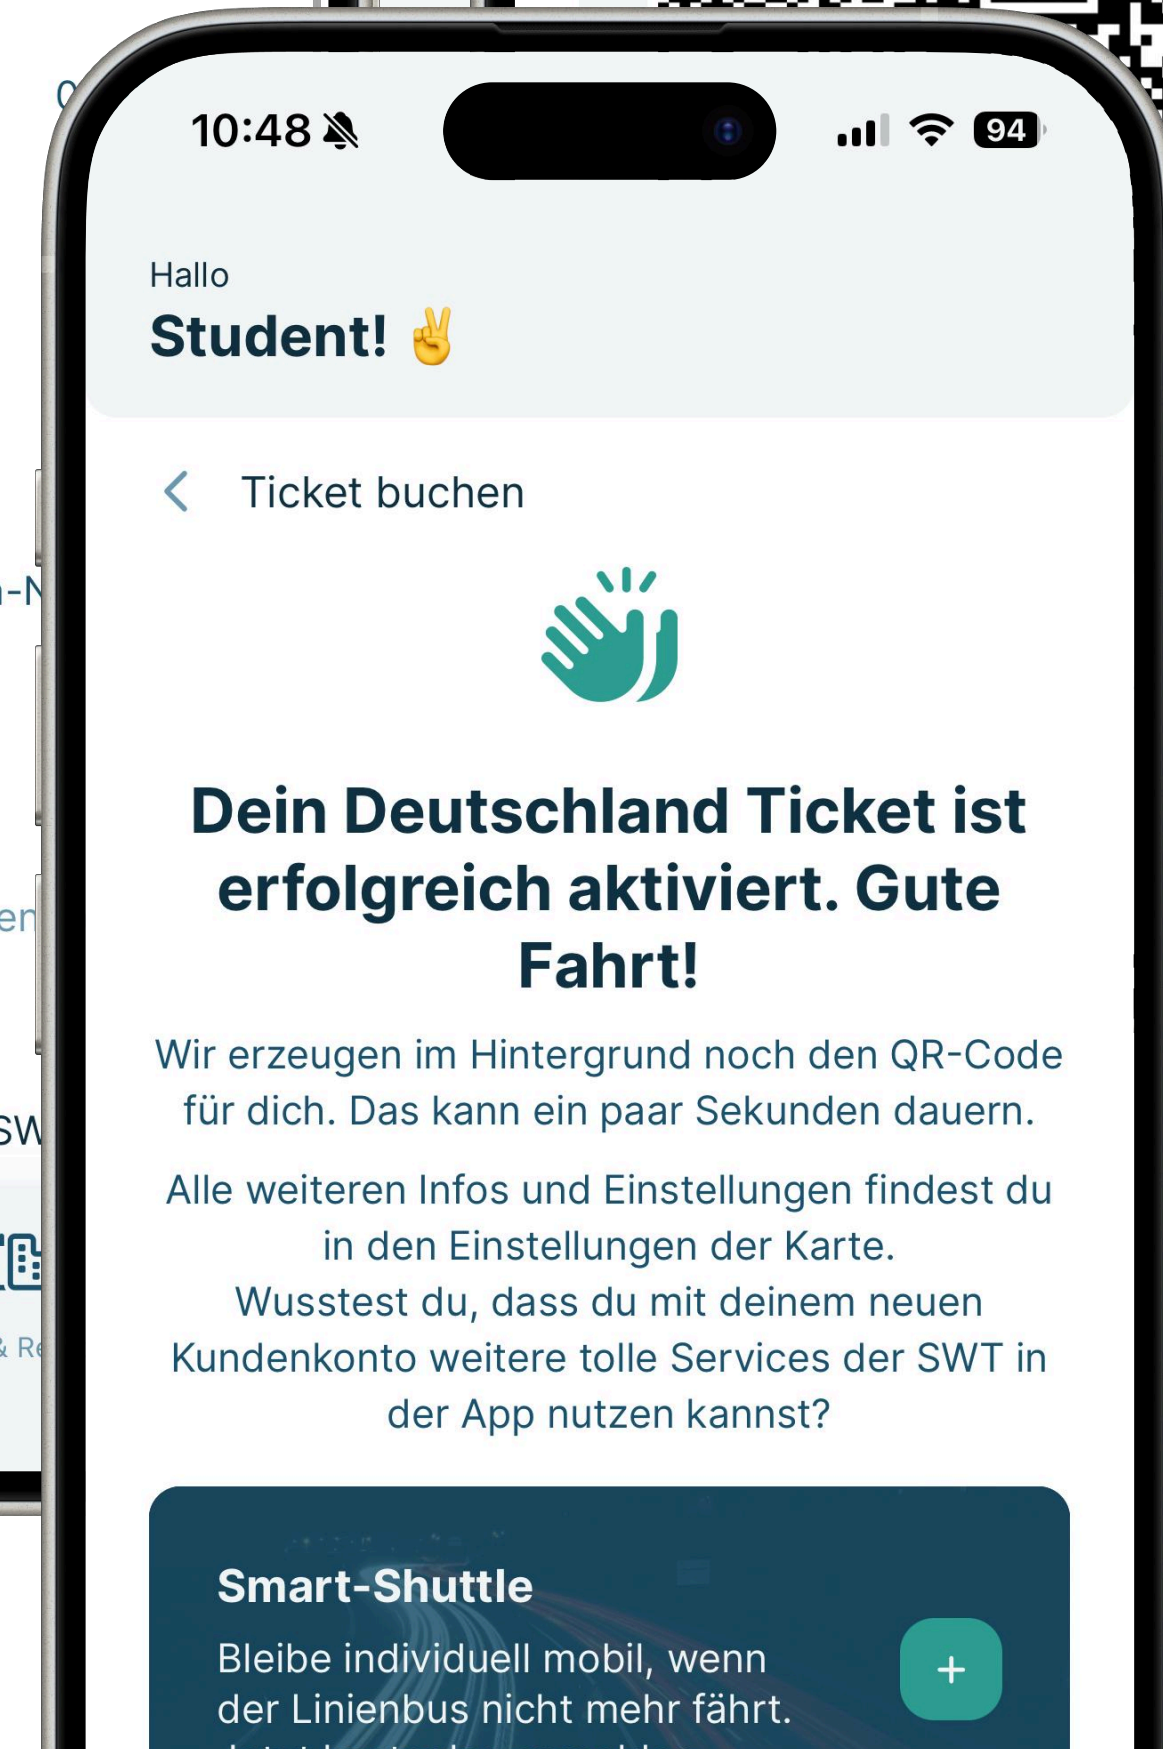 10:48
94
Hallo
Student! ✌️
Ticket buchen
Dein Deutschland Ticket ist
erfolgreich aktiviert. Gute
Fahrt!
Wir erzeugen im Hintergrund noch den QR-Code
für dich. Das kann ein paar Sekunden dauern.
Alle weiteren Infos und Einstellungen findest du
in den Einstellungen der Karte.
Wusstest du, dass du mit deinem neuen
Kundenkonto weitere tolle Services der SWT in
der App nutzen kannst?
Smart-Shuttle
Bleibe individuell mobil, wenn
der Linienbus nicht mehr fährt.